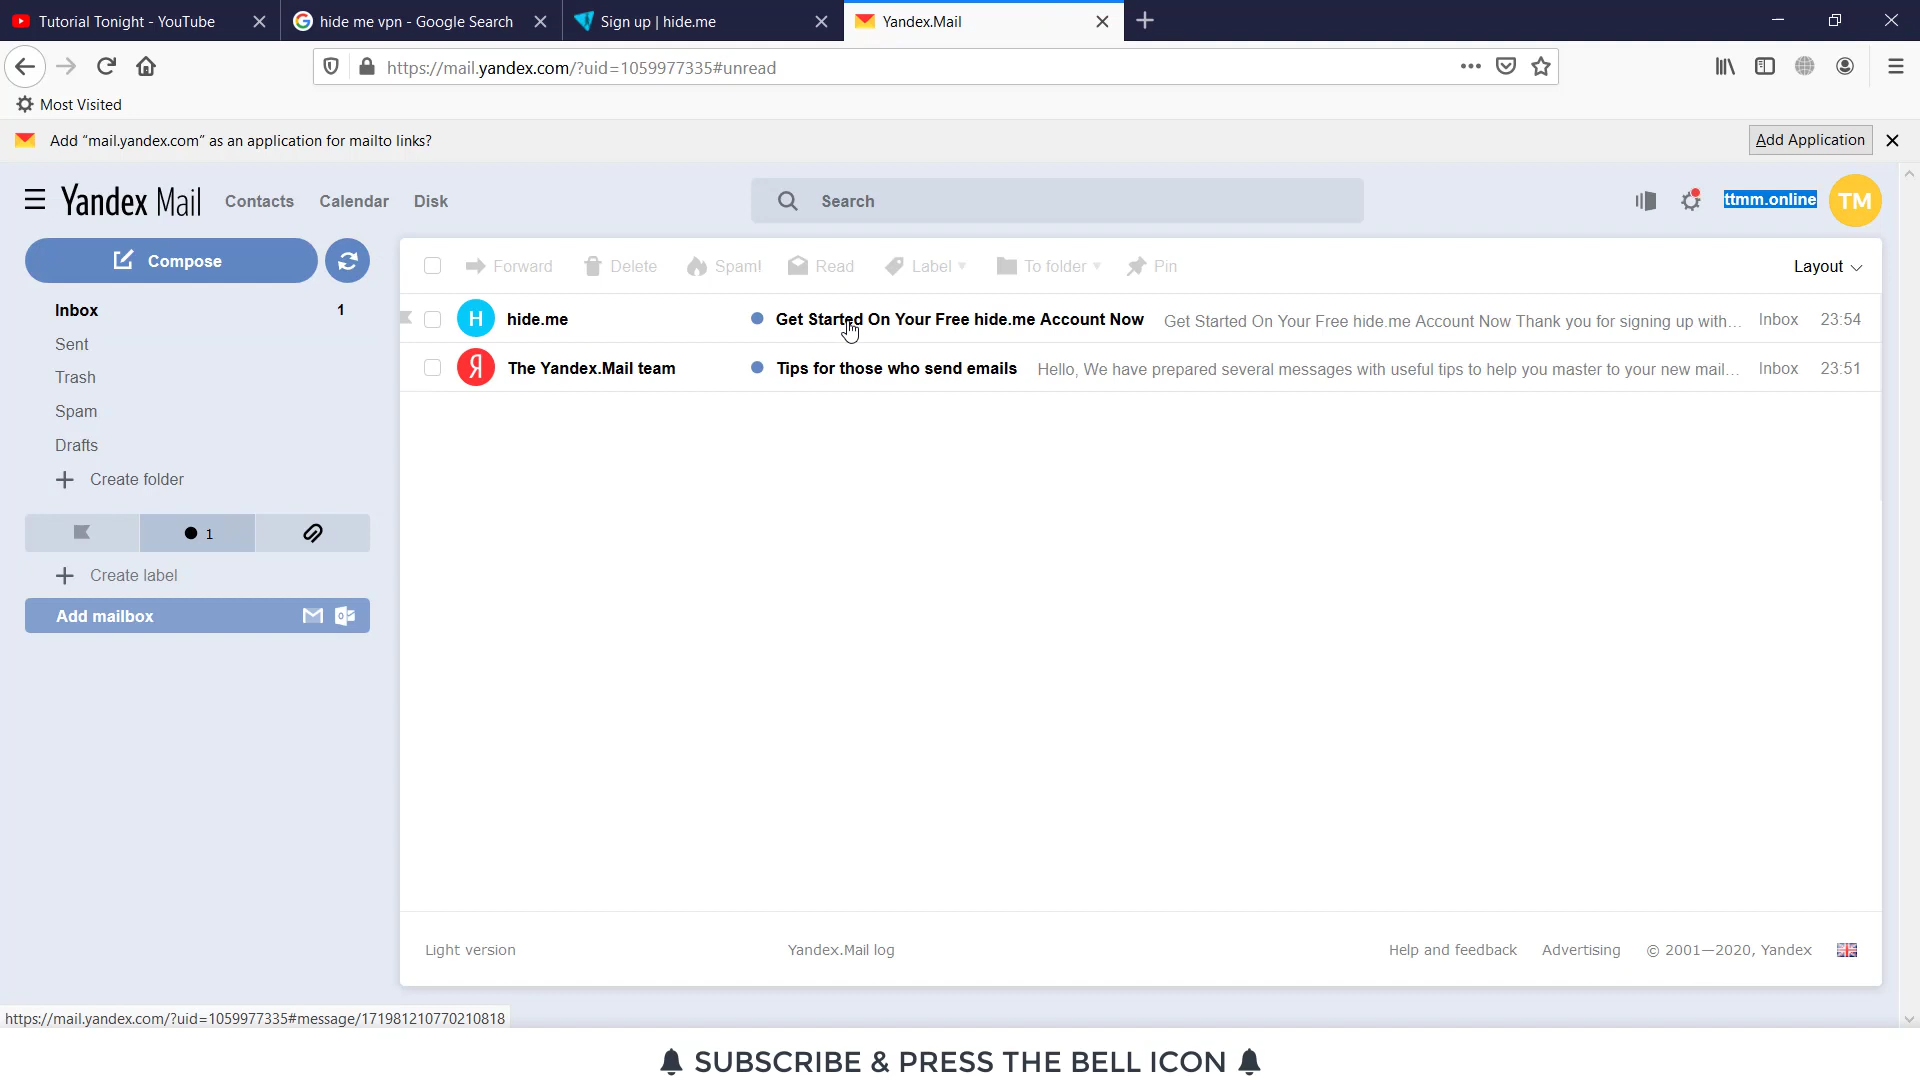 Tutorial Tonight - YouTube
hide me vpn - Google Search
Sign up | hide.me
Yandex.Mail
https://mail.yandex.com/?uid=1059977335#unread
Most Visited
Add “mail.yandex.com” as an application for mailto links?
Add Application
Yandex Mail
Contacts
Calendar
Disk
Search
ttmm.online
TM
Compose
Inbox 1
Sent
Trash
Spam
Drafts
Create folder
1
Create label
Add mailbox
Forward
Delete
Spam!
Read
Label
To folder
Pin
Layout
H hide.me Get Started On Your Free hide.me Account Now Get Started On Your Free hide.me Account Now Thank you for signing up with... Inbox 23:54
Я The Yandex.Mail team Tips for those who send emails Hello, We have prepared several messages with useful tips to help you master to your new mail... Inbox 23:51
Light version
Yandex.Mail log
Help and feedback
Advertising
© 2001—2020, Yandex
https://mail.yandex.com/?uid=1059977335#message/171981210770210818
SUBSCRIBE & PRESS THE BELL ICON